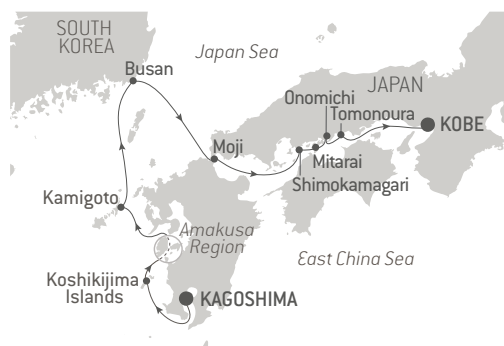 SOUTH
KOREA
Japan Sea
Busan
JAPAN
Onomichi
Tomonoura
KOBE
Moji
Mitarai
Shimokamagari
Kamigoto
Amakusa
Region
East China Sea
Koshikijima
Islands
KAGOSHIMA